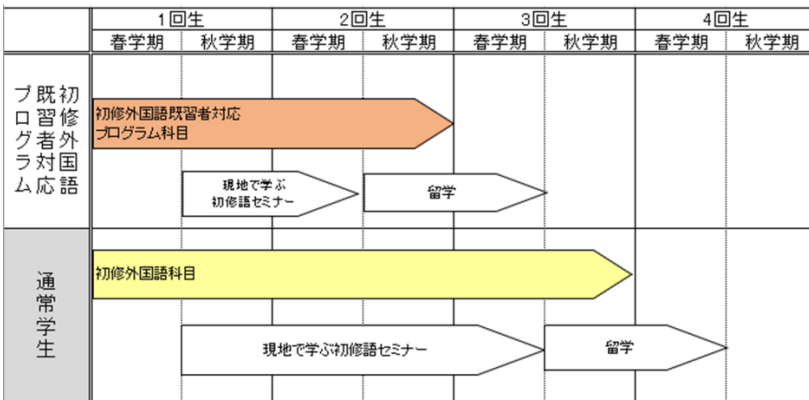 1回生 2回生 3回生 4回生
春学期 秋学期 春学期 秋学期 春学期 秋学期 春学期 秋学期
初修外国語
既習者対応
プログラム
初修外国語既習者対応
プログラム科目
現地で学ぶ
初修語セミナー
留学
通常学生
初修外国語科目
現地で学ぶ初修語セミナー
留学